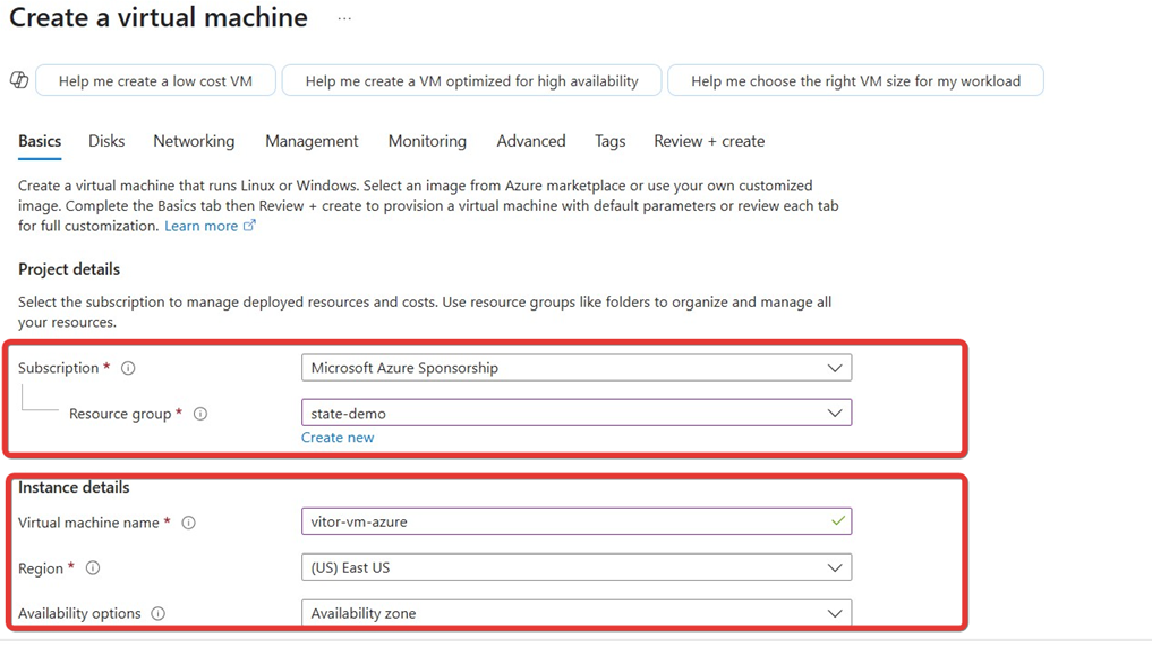 Create a virtual machine ...
Help me create a low cost VM Help me create a VM optimized for high availability Help me choose the right VM size for my workload
Basics Disks Networking Management Monitoring Advanced Tags Review + create
Create a virtual machine that runs Linux or Windows. Select an image from Azure marketplace or use your own customized
image. Complete the Basics tab then Review + create to provision a virtual machine with default parameters or review each tab
for full customization. Learn more
Project details
Select the subscription to manage deployed resources and costs. Use resource groups like folders to organize and manage all
your resources.
Subscription * Microsoft Azure Sponsorship
Resource group * state-demo
Create new
Instance details
Virtual machine name * vitor-vm-azure
Region * (US) East US
Availability options Availability zone